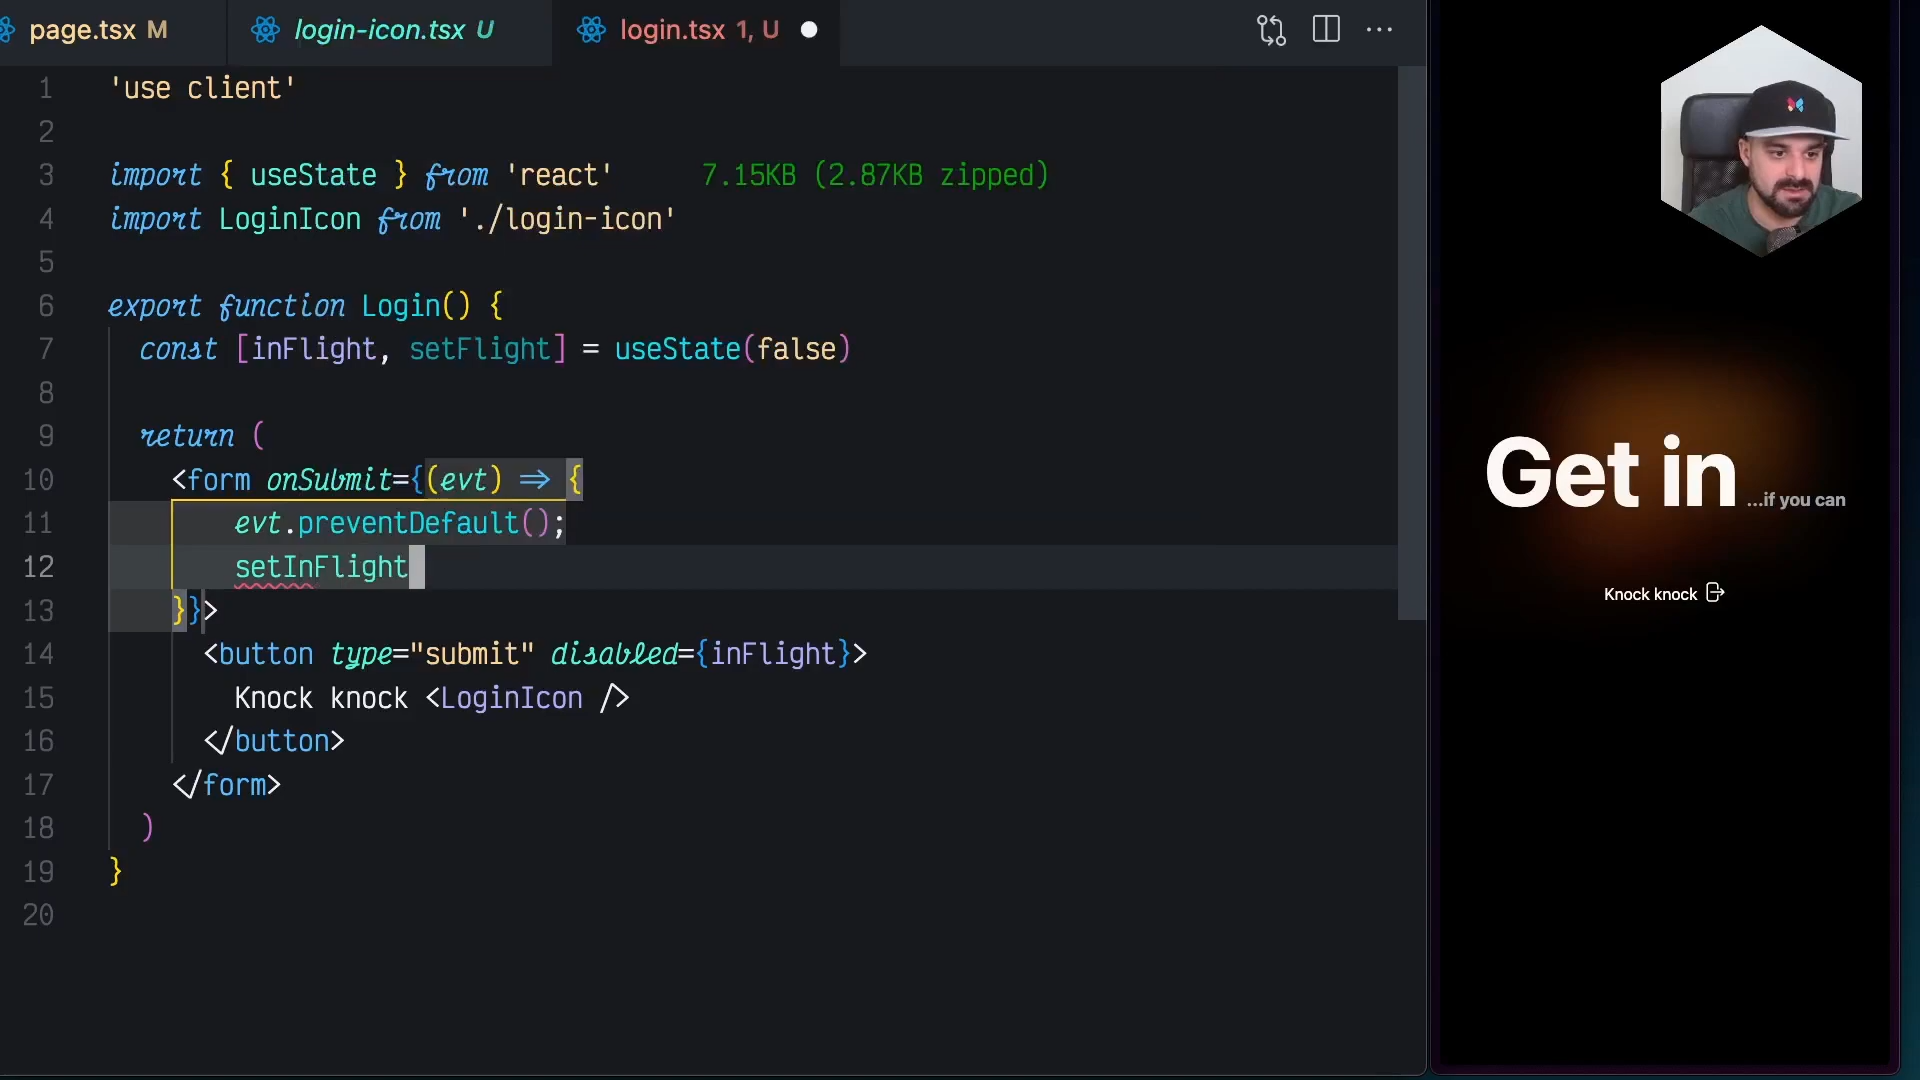 page.tsx M
login-icon.tsx U
login.tsx 1, U
1 'use client'
2
3 import { useState } from 'react' 7.15KB (2.87KB zipped)
4 import LoginIcon from './login-icon'
5
6 export function Login() {
7 const [inFlight, setFlight] = useState(false)
8
9 return (
10 <form onSubmit={(evt) => {
11 evt.preventDefault();
12 setInFlight
13 }}>
14 <button type="submit" disabled={inFlight}>
15 Knock knock <LoginIcon />
16 </button>
17 </form>
18 )
19 }
20
Get in ...if you can
Knock knock